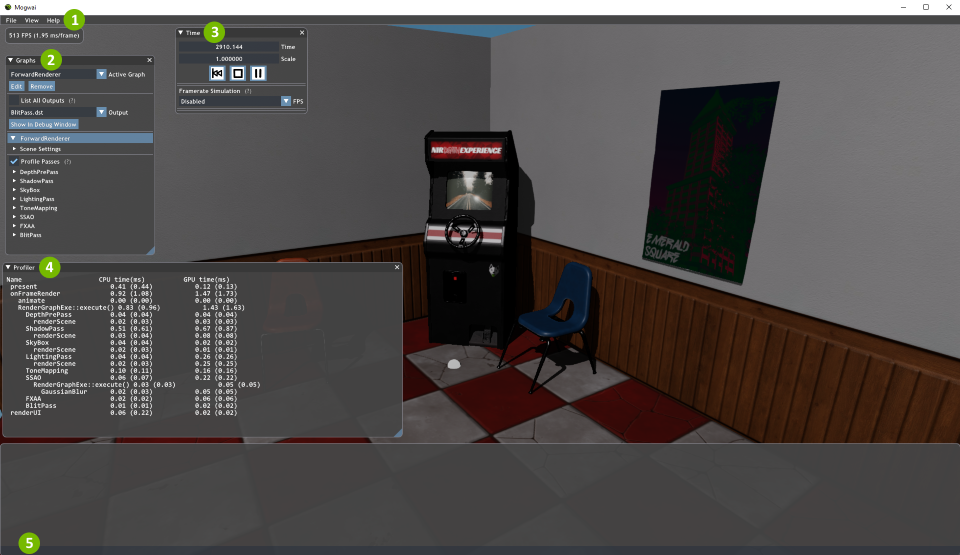 Mogwai
File View Help 1
513 FPS (1.95 ms/frame)
2
Graphs
ForwardRenderer Active Graph
Edit Remove
List All Outputs (?)
BlitPass.dst Output
Show In Debug Window
ForwardRenderer
Scene Settings
Profile Passes (?)
DepthPrePass
ShadowPass
SkyBox
LightingPass
ToneMapping
SSAO
FXAA
BlitPass
3
Time
2910.144 Time
1.000000 Scale
Framerate Simulation (?)
Disabled FPS
EXPERIENCE
EMERALD
SQUARE
4
Profiler
Name CPU time(ms) GPU time(ms)
present 0.41 (0.44) 0.12 (0.13)
onFrameRender 0.92 (1.08) 1.47 (1.73)
animate 0.00 (0.00) 0.00 (0.00)
RenderGraphExe::execute() 0.83 (0.96) 1.43 (1.63)
DepthPrePass 0.04 (0.04) 0.04 (0.04)
renderScene 0.02 (0.03) 0.03 (0.03)
ShadowPass 0.51 (0.61) 0.67 (0.87)
renderScene 0.03 (0.04) 0.08 (0.08)
SkyBox 0.04 (0.04) 0.02 (0.02)
renderScene 0.02 (0.03) 0.01 (0.01)
LightingPass 0.04 (0.04) 0.26 (0.26)
renderScene 0.02 (0.03) 0.25 (0.25)
ToneMapping 0.10 (0.11) 0.16 (0.16)
SSAO 0.06 (0.07) 0.22 (0.22)
RenderGraphExe::execute() 0.03 (0.03) 0.05 (0.05)
GaussianBlur 0.02 (0.03) 0.05 (0.05)
FXAA 0.02 (0.02) 0.06 (0.06)
BlitPass 0.01 (0.01) 0.02 (0.02)
renderUI 0.06 (0.22) 0.02 (0.02)
5